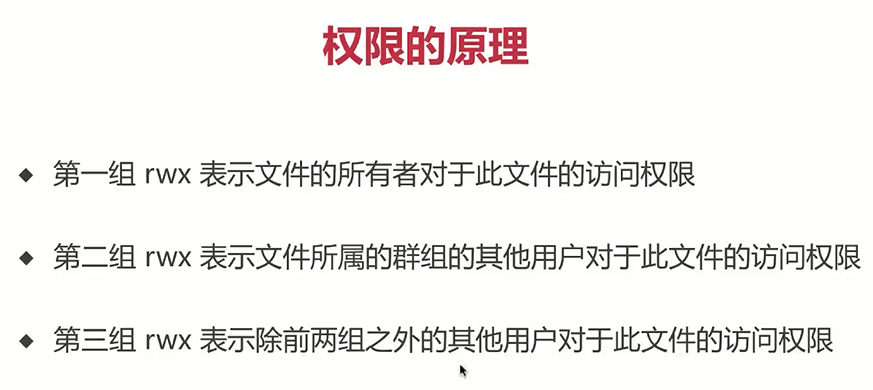 权限的原理
◆ 第一组 rwx 表示文件的所有者对于此文件的访问权限
◆ 第二组 rwx 表示文件所属的群组的其他用户对于此文件的访问权限
◆ 第三组 rwx 表示除前两组之外的其他用户对于此文件的访问权限